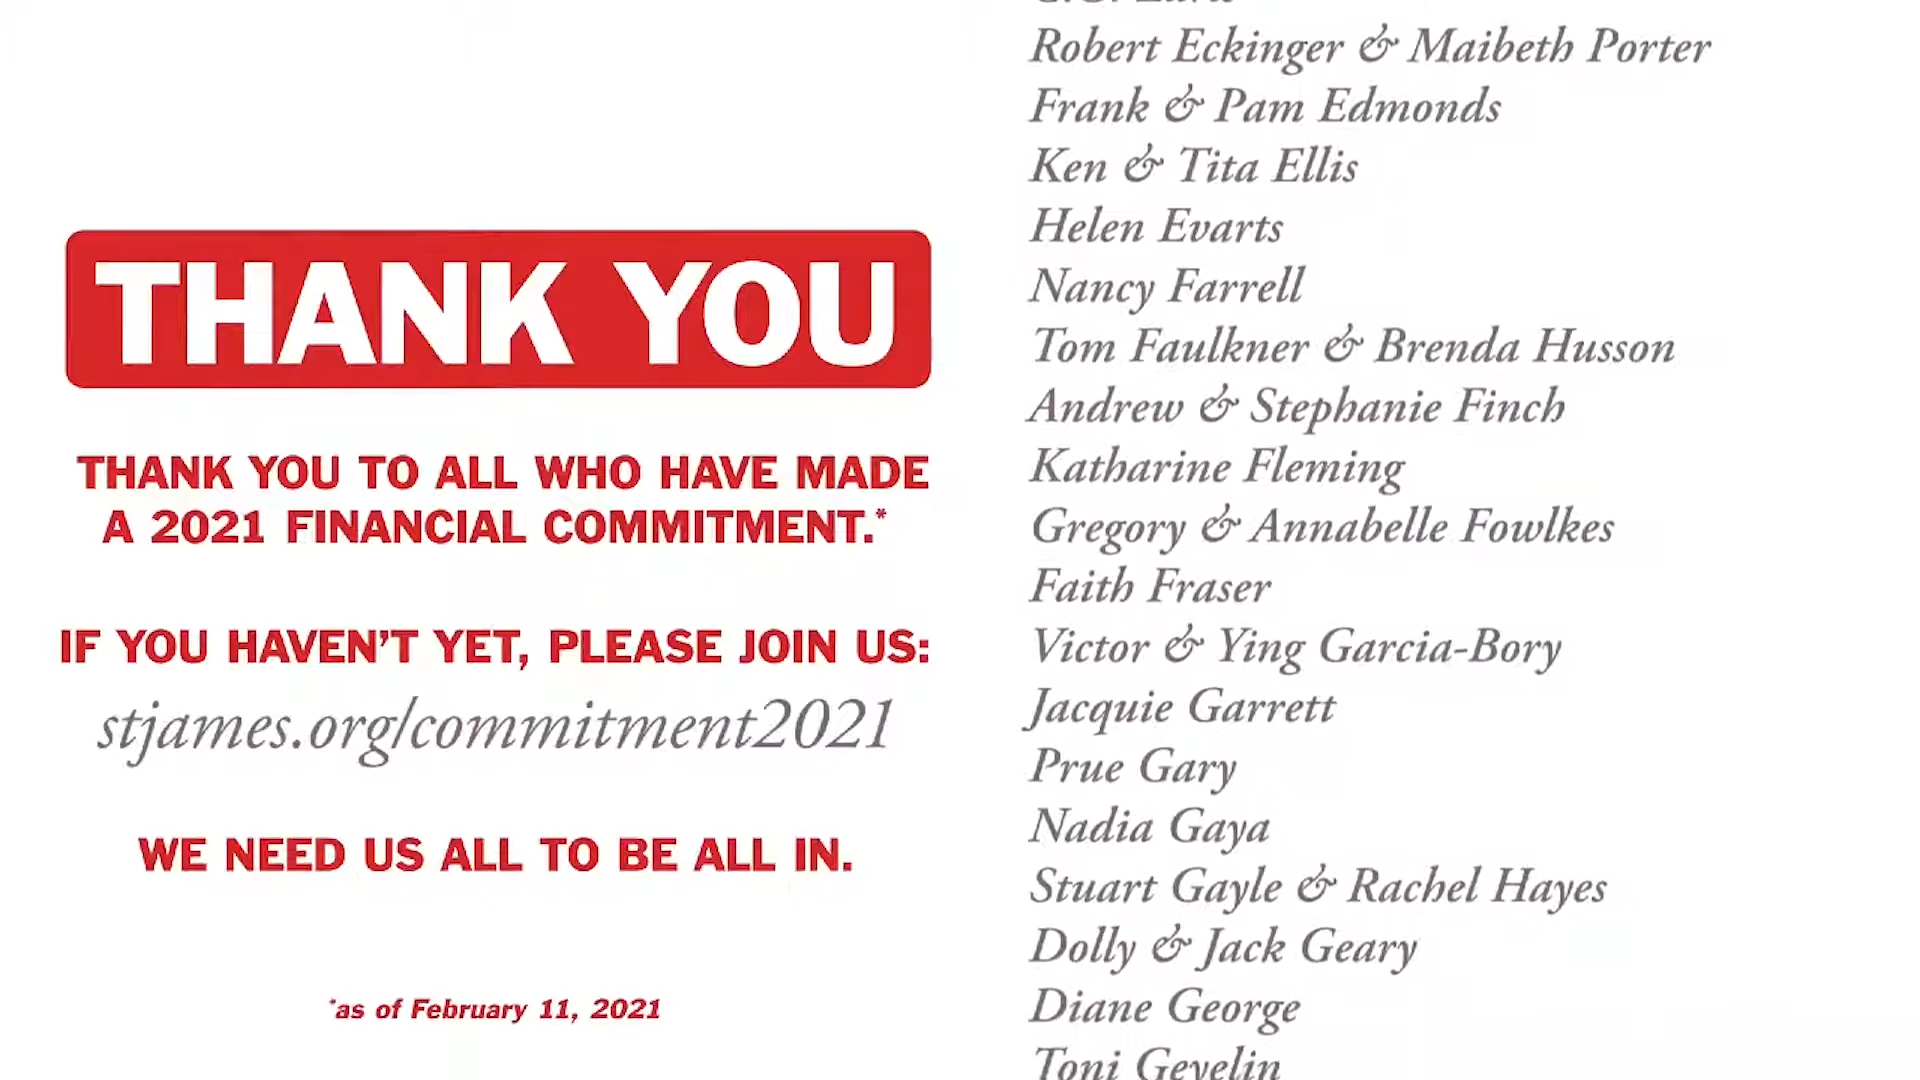 THANK YOU
THANK YOU TO ALL WHO HAVE MADE
A 2021 FINANCIAL COMMITMENT.*
IF YOU HAVEN'T YET, PLEASE JOIN US:
stjames.org/commitment2021
WE NEED US ALL TO BE ALL IN.
*as of February 11, 2021
Robert Eckinger & Maibeth Porter
Frank & Pam Edmonds
Ken & Tita Ellis
Helen Evarts
Nancy Farrell
Tom Faulkner & Brenda Husson
Andrew & Stephanie Finch
Katharine Fleming
Gregory & Annabelle Fowlkes
Faith Fraser
Victor & Ying Garcia-Bory
Jacquie Garrett
Prue Gary
Nadia Gaya
Stuart Gayle & Rachel Hayes
Dolly & Jack Geary
Diane George
Toni Gevelin